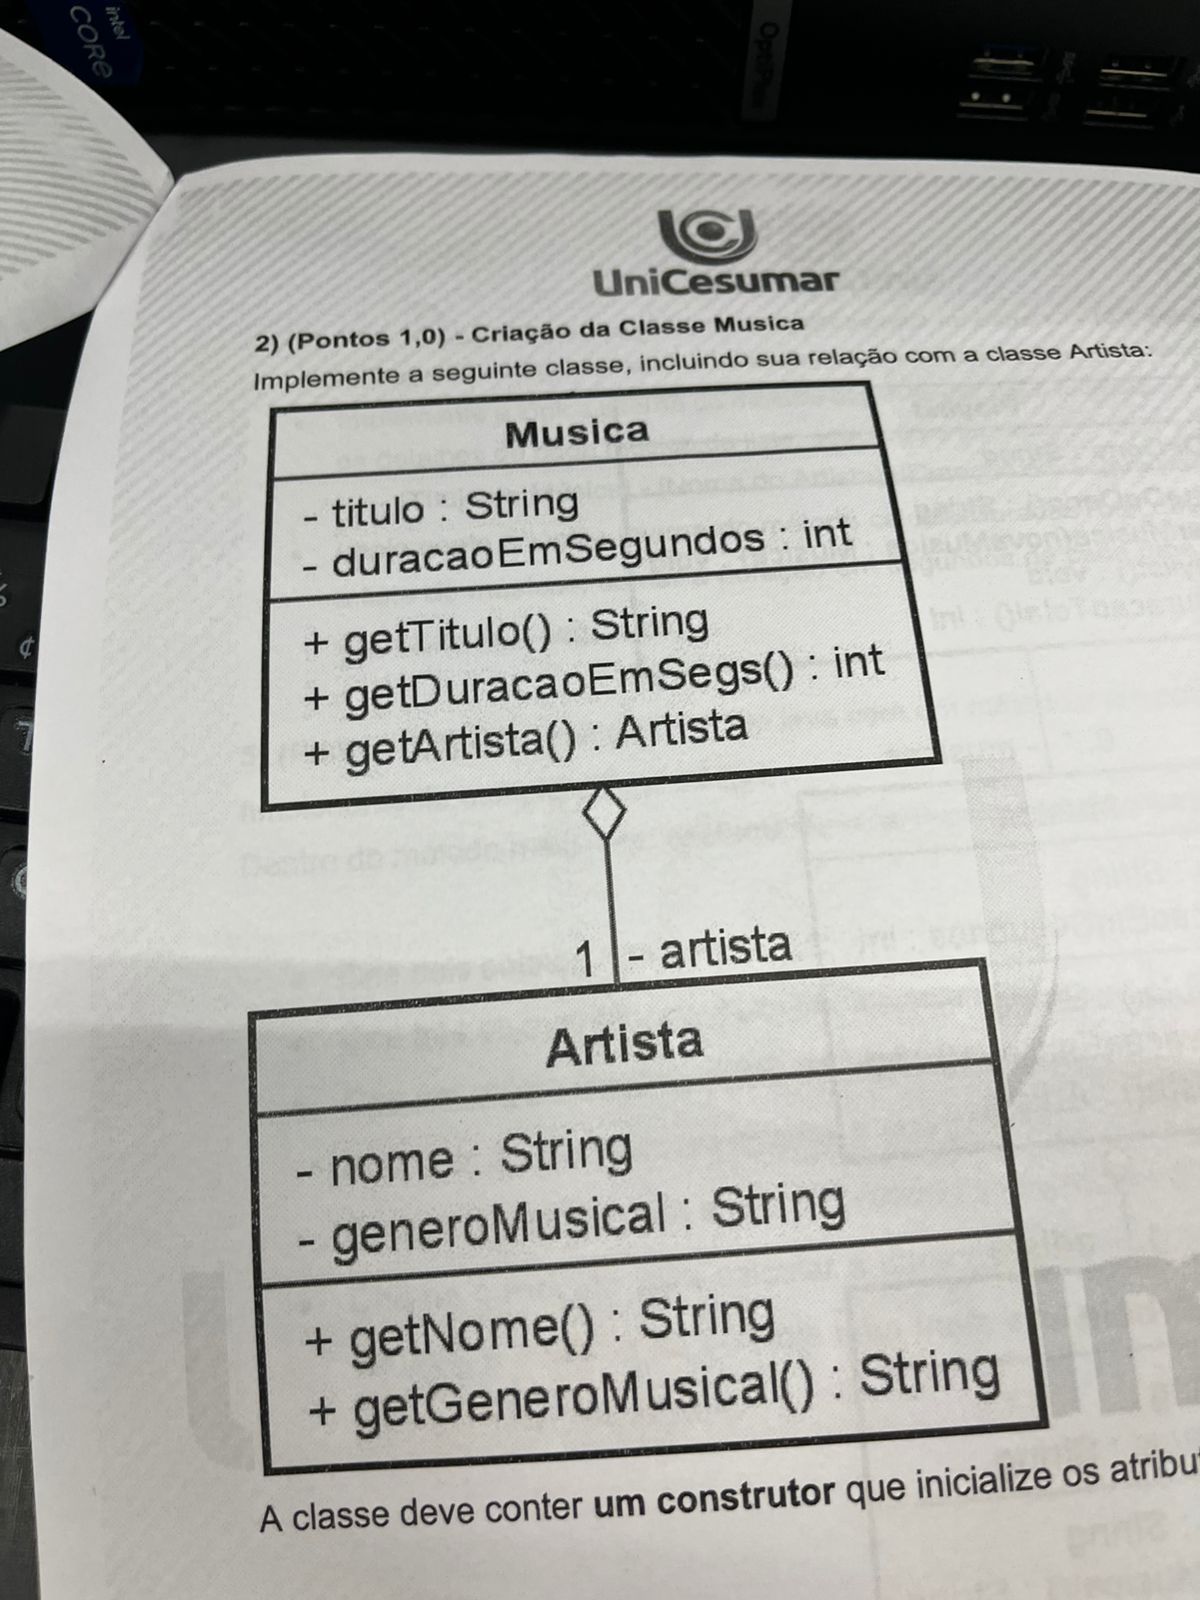 intel
CORE
OptiPlex
UniCesumar
2) (Pontos 1,0) - Criação da Classe Musica
Implemente a seguinte classe, incluindo sua relação com a classe Artista:
Musica
- titulo : String
- duracaoEmSegundos : int
+ getTitulo() : String
+ getDuracaoEmSegs() : int
+ getArtista() : Artista
1 - artista
Artista
- nome : String
- generoMusical : String
+ getNome() : String
+ getGeneroMusical() : String
A classe deve conter um construtor que inicialize os